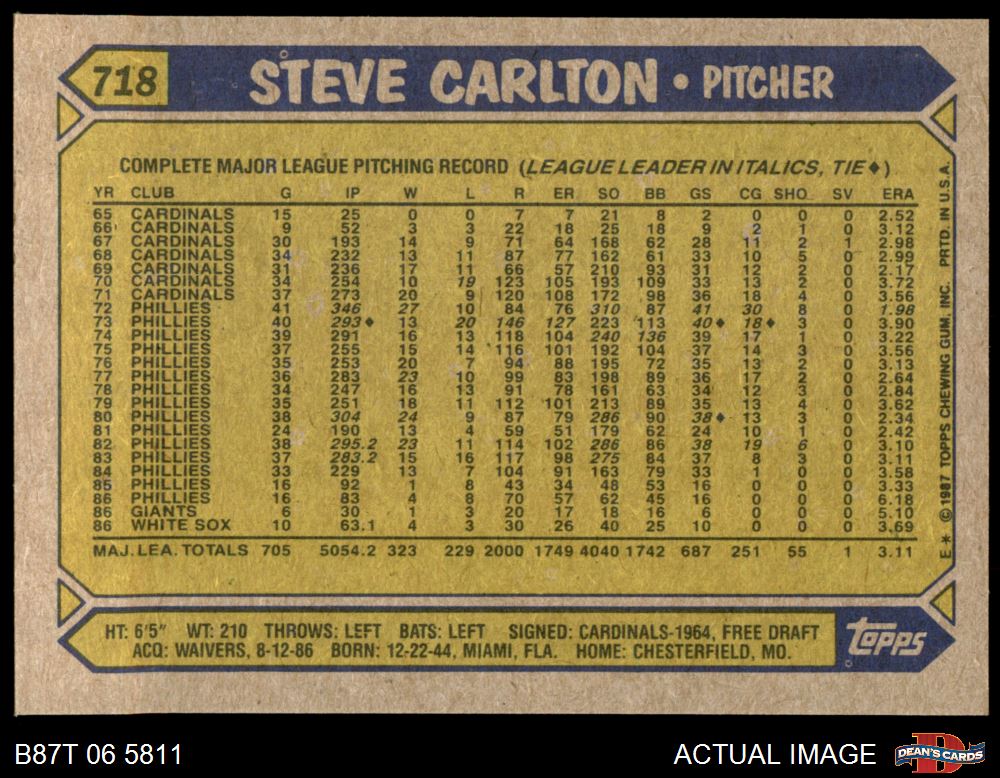 718 STEVE CARLTON • PITCHER
COMPLETE MAJOR LEAGUE PITCHING RECORD (LEAGUE LEADER IN ITALICS, TIE♦)
YR CLUB G IP W L R ER SO BB GS CG SHO SV ERA
65 CARDINALS 15 25 0 0 7 7 21 8 2 0 0 0 2.52
66 CARDINALS 9 52 3 3 22 18 25 18 9 2 1 0 3.12
67 CARDINALS 30 193 14 9 71 64 168 62 28 11 2 1 2.98
68 CARDINALS 34 232 13 11 87 77 162 61 33 10 5 0 2.99
69 CARDINALS 31 236 17 11 66 57 210 93 31 12 2 0 2.17
70 CARDINALS 34 254 10 19 123 105 193 109 33 13 2 0 3.72
71 CARDINALS 37 273 20 9 120 108 172 98 36 18 4 0 3.56
72 PHILLIES 41 346 27 10 84 76 310 87 41 30 8 0 1.98
73 PHILLIES 40 293♦ 13 20 146 127 223 113 40♦ 18♦ 3 0 3.90
74 PHILLIES 39 291 16 13 118 104 240 136 39 17 1 0 3.22
75 PHILLIES 37 255 15 14 116 101 192 104 37 14 3 0 3.56
76 PHILLIES 35 253 20 7 94 88 195 72 35 13 2 0 3.13
77 PHILLIES 36 283 23 10 99 83 198 89 36 17 2 0 2.64
78 PHILLIES 34 247 16 13 91 78 161 63 34 12 3 0 2.84
79 PHILLIES 35 251 18 11 112 101 213 89 35 13 4 0 3.62
80 PHILLIES 38 304 24 9 87 79 286 90 38♦ 13 3 0 2.34
81 PHILLIES 24 190 13 4 59 51 179 62 24 10 1 0 2.42
82 PHILLIES 38 295.2 23 11 114 102 286 86 38 19 6 0 3.10
83 PHILLIES 37 283.2 15 16 117 98 275 84 37 8 3 0 3.11
84 PHILLIES 33 229 13 7 104 91 163 79 33 1 0 0 3.58
85 PHILLIES 16 92 1 8 43 34 48 53 16 0 0 0 3.33
86 PHILLIES 16 83 4 8 70 57 62 45 16 0 0 0 6.18
86 GIANTS 6 30 1 3 20 17 18 16 6 0 0 0 5.10
86 WHITE SOX 10 63.1 4 3 30 26 40 25 10 0 0 0 3.69
MAJ. LEA. TOTALS 705 5054.2 323 229 2000 1749 4040 1742 687 251 55 1 3.11
E* © 1987 TOPPS CHEWING GUM, INC. PRTD. IN U.S.A.
HT: 6'5" WT: 210 THROWS: LEFT BATS: LEFT SIGNED: CARDINALS-1964, FREE DRAFT
ACQ: WAIVERS, 8-12-86 BORN: 12-22-44, MIAMI, FLA. HOME: CHESTERFIELD, MO.
topps
B87T 06 5811
ACTUAL IMAGE
DEAN'S CARDS